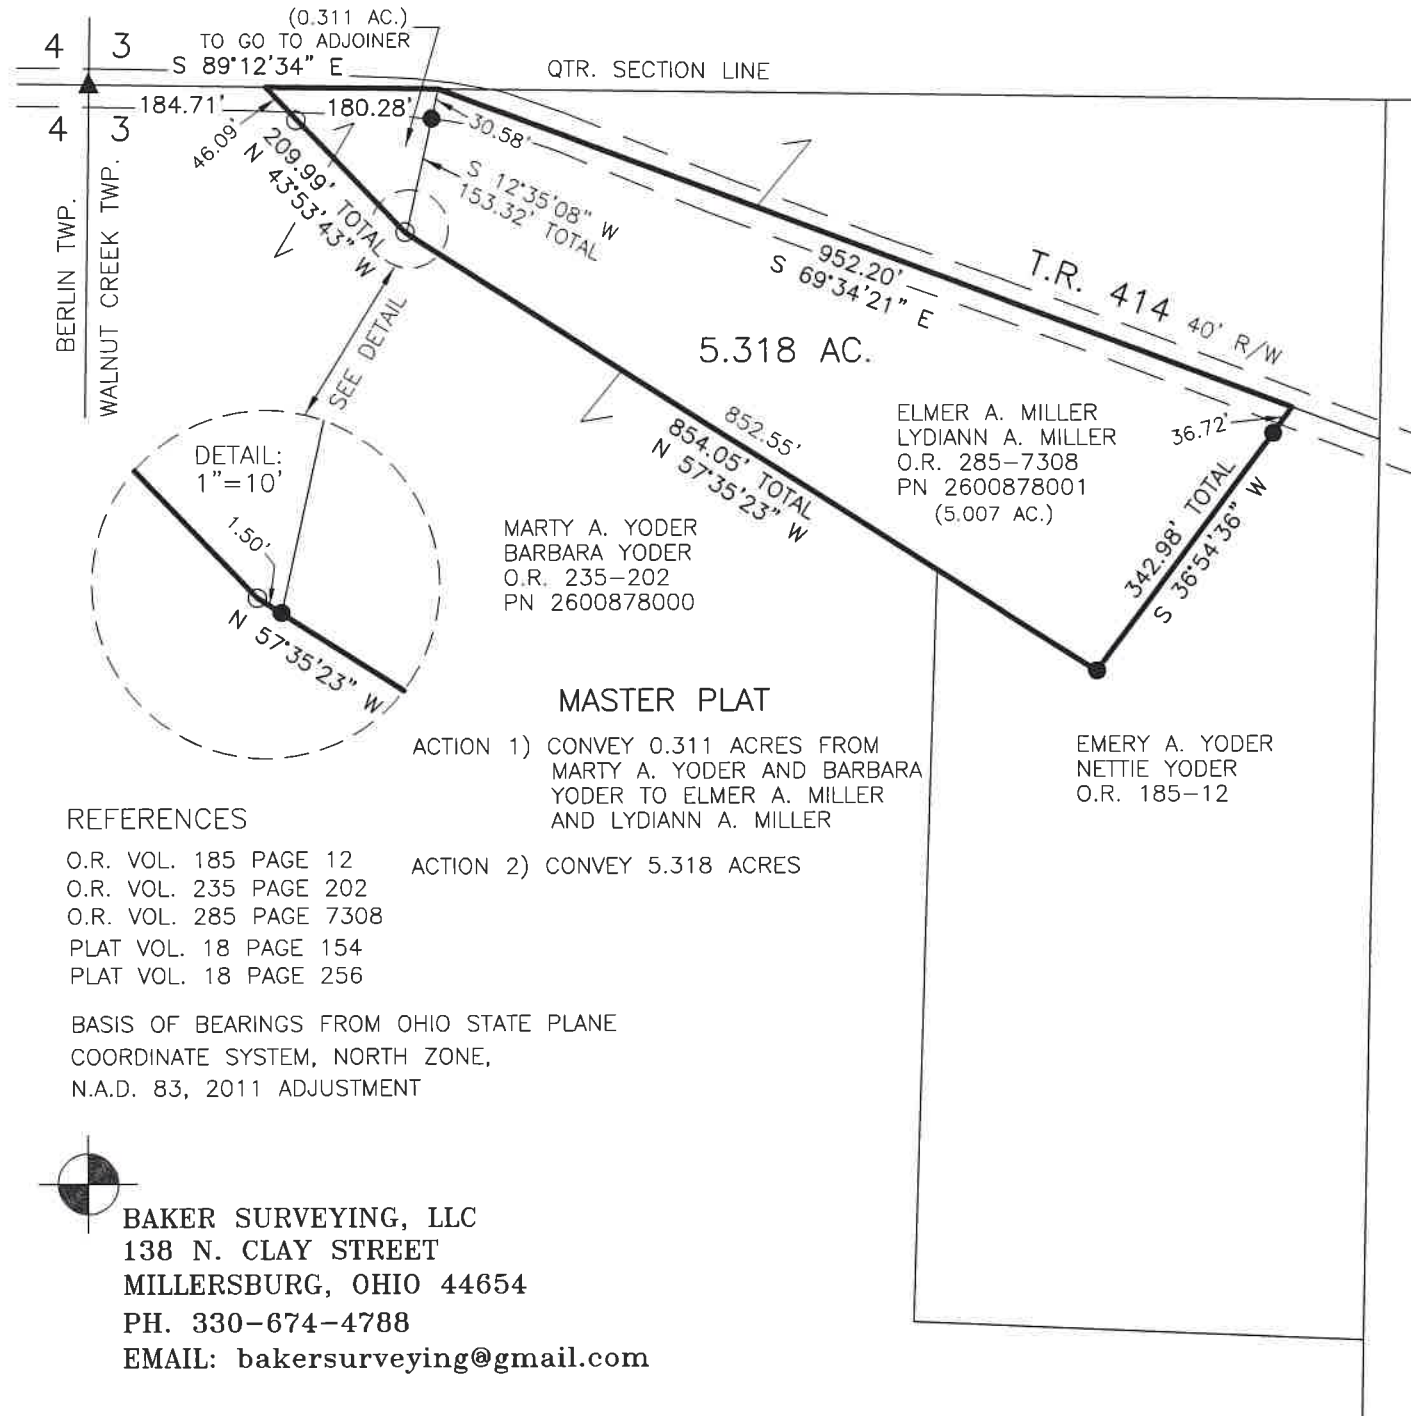 (0.311 AC.)
TO GO TO ADJOINER
4 3
S 89°12'34" E
QTR. SECTION LINE
184.71'
180.28'
4 3
46.09'
30.58'
209.99' TOTAL
N 43°53'43" W
S 12°35'08" W
153.32' TOTAL
BERLIN TWP.
WALNUT CREEK TWP.
952.20'
S 69°34'21" E
T.R. 414 40' R/W
5.318 AC.
SEE DETAIL
852.55'
854.05' TOTAL
N 57°35'23" W
ELMER A. MILLER
LYDIANN A. MILLER
O.R. 285-7308
PN 2600878001
(5.007 AC.)
36.72'
342.98' TOTAL
S 36°54'36" W
DETAIL:
1"=10'
1.50'
N 57°35'23" W
MARTY A. YODER
BARBARA YODER
O.R. 235-202
PN 2600878000
MASTER PLAT
ACTION 1) CONVEY 0.311 ACRES FROM
MARTY A. YODER AND BARBARA
YODER TO ELMER A. MILLER
AND LYDIANN A. MILLER
ACTION 2) CONVEY 5.318 ACRES
EMERY A. YODER
NETTIE YODER
O.R. 185-12
REFERENCES
O.R. VOL. 185 PAGE 12
O.R. VOL. 235 PAGE 202
O.R. VOL. 285 PAGE 7308
PLAT VOL. 18 PAGE 154
PLAT VOL. 18 PAGE 256
BASIS OF BEARINGS FROM OHIO STATE PLANE
COORDINATE SYSTEM, NORTH ZONE,
N.A.D. 83, 2011 ADJUSTMENT
BAKER SURVEYING, LLC
138 N. CLAY STREET
MILLERSBURG, OHIO 44654
PH. 330-674-4788
EMAIL: bakersurveying@gmail.com